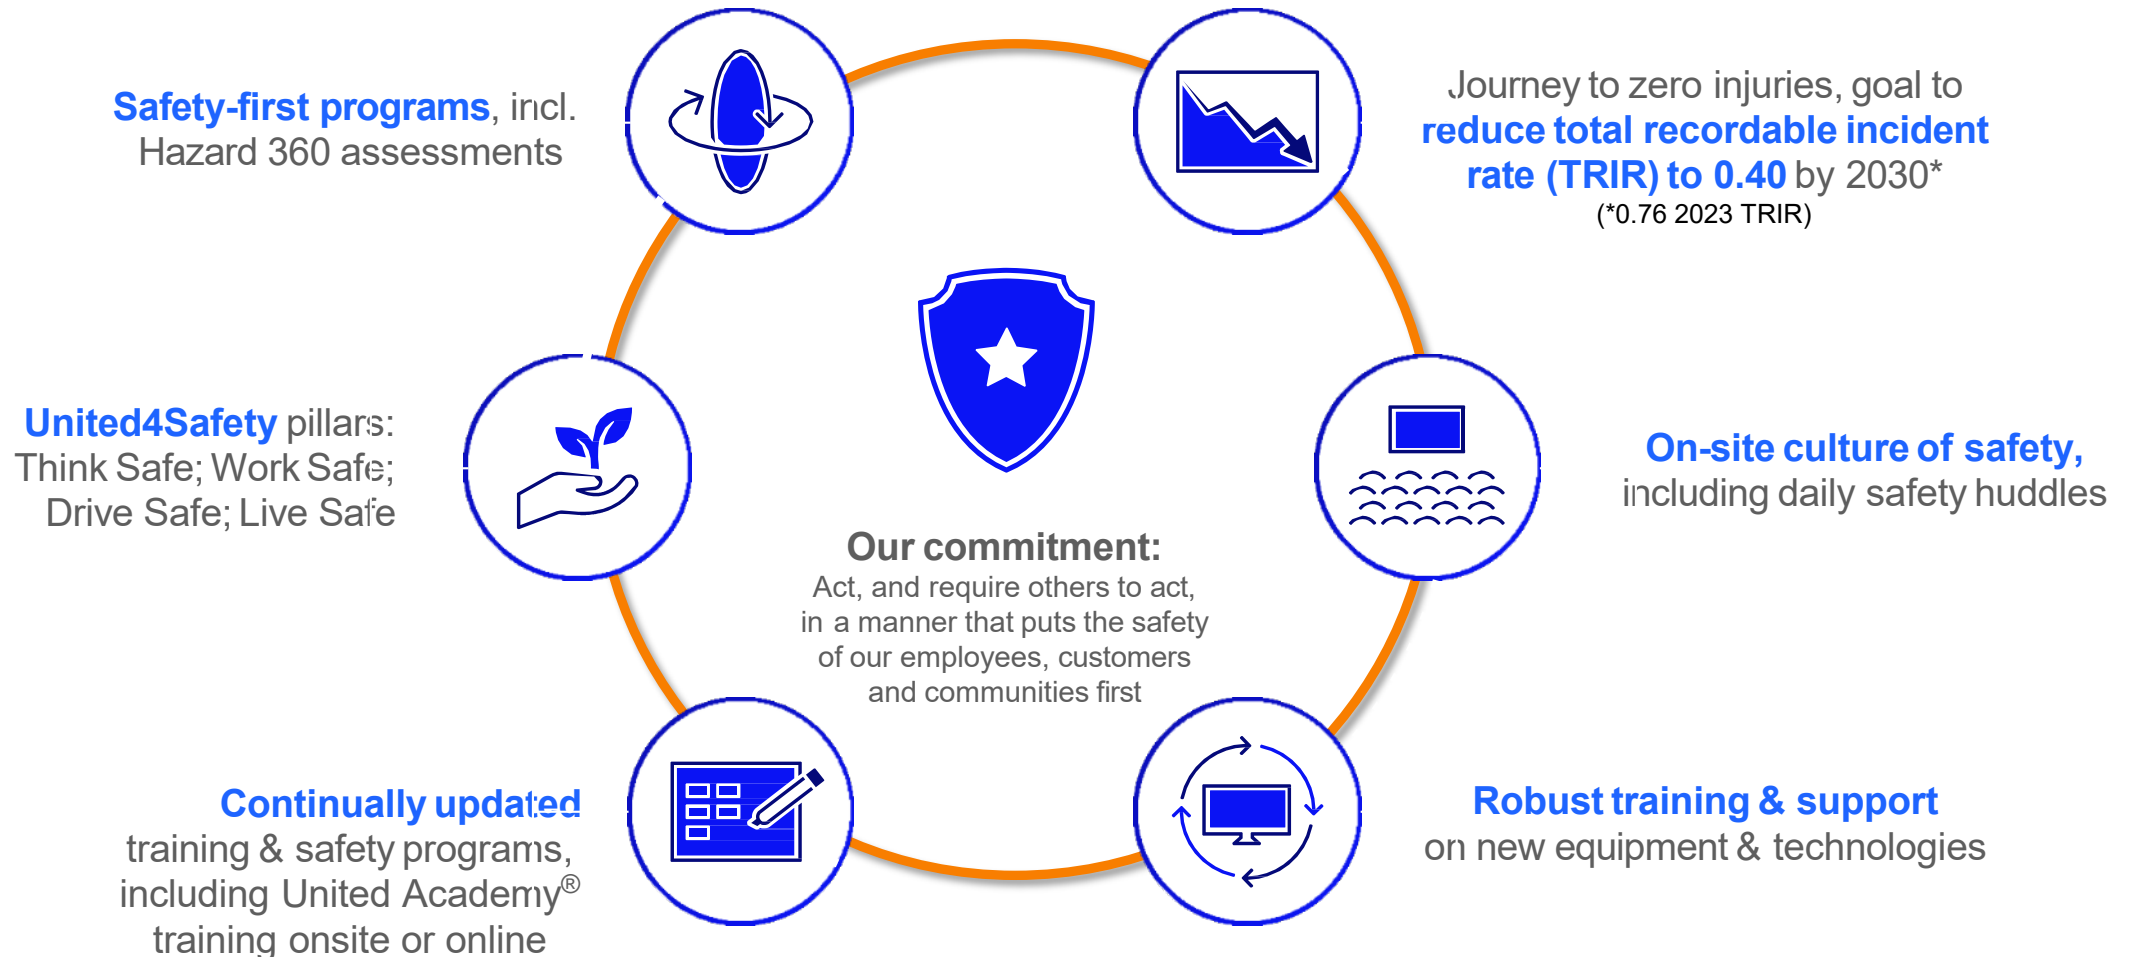 Safety-first programs, incl.
Hazard 360 assessments
Journey to zero injuries, goal to
reduce total recordable incident
rate (TRIR) to 0.40 by 2030*
(*0.76 2023 TRIR)
United4Safety pillars:
Think Safe; Work Safe;
Drive Safe; Live Safe
On-site culture of safety,
including daily safety huddles
Our commitment:
Act, and require others to act,
in a manner that puts the safety
of our employees, customers
and communities first
Continually updated
training & safety programs,
including United Academy®
training onsite or online
Robust training & support
on new equipment & technologies